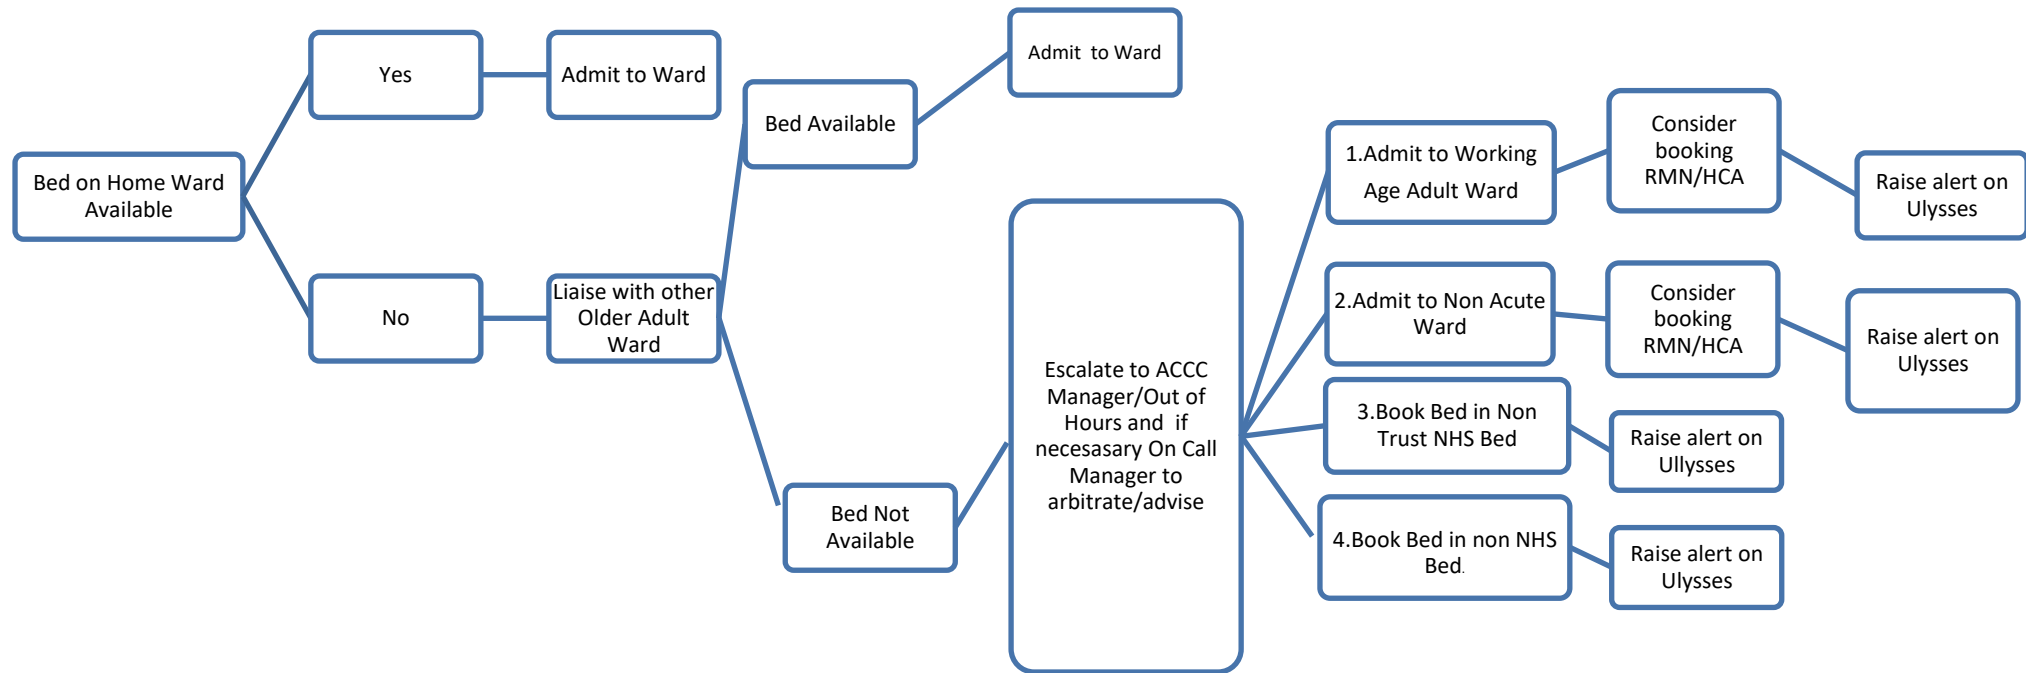 Bed on Home Ward
Available
Yes
Admit to Ward
No
Liaise with other
Older Adult
Ward
Bed Available
Admit to Ward
Bed Not
Available
Escalate to ACCC
Manager/Out of
Hours and if
necesasary On Call
Manager to
arbitrate/advise
1.Admit to Working
Age Adult Ward
Consider
booking
RMN/HCA
Raise alert on
Ulysses
2.Admit to Non Acute
Ward
Consider
booking
RMN/HCA
Raise alert on
Ulysses
3.Book Bed in Non
Trust NHS Bed
Raise alert on
Ullysses
4.Book Bed in non NHS
Bed.
Raise alert on
Ulysses